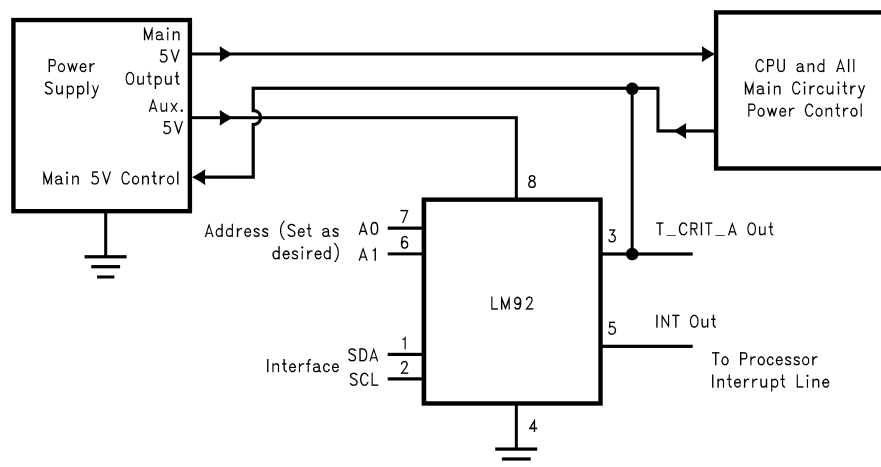 Main
5V
Output
Power
Supply
Aux.
5V
Main 5V Control
CPU and All
Main Circuitry
Power Control
8
Address (Set as
desired)
A0
7
A1
6
3
T_CRIT_A Out
LM92
5
INT Out
Interface
SDA
1
SCL
2
To Processor
Interrupt Line
4